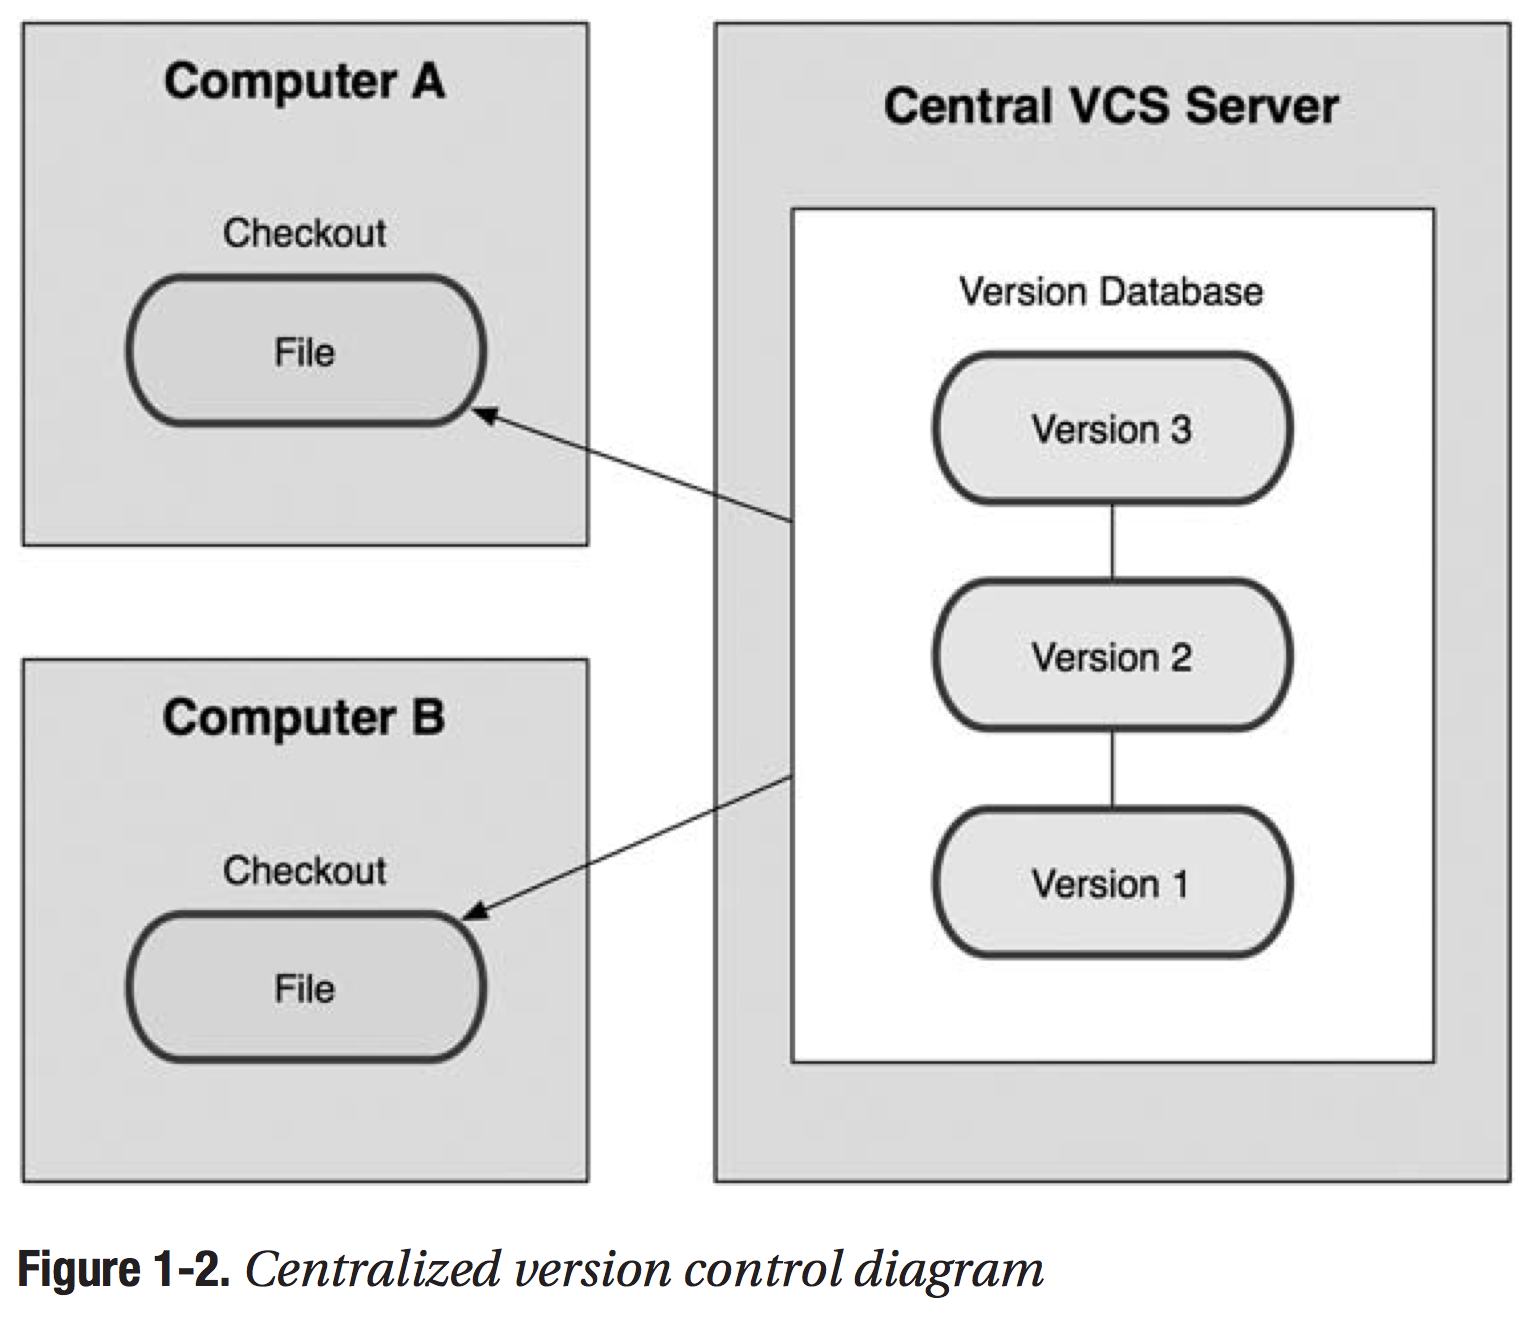 Computer A
Checkout
File
Computer B
Checkout
File
Central VCS Server
Version Database
Version 3
Version 2
Version 1
Figure 1-2. Centralized version control diagram